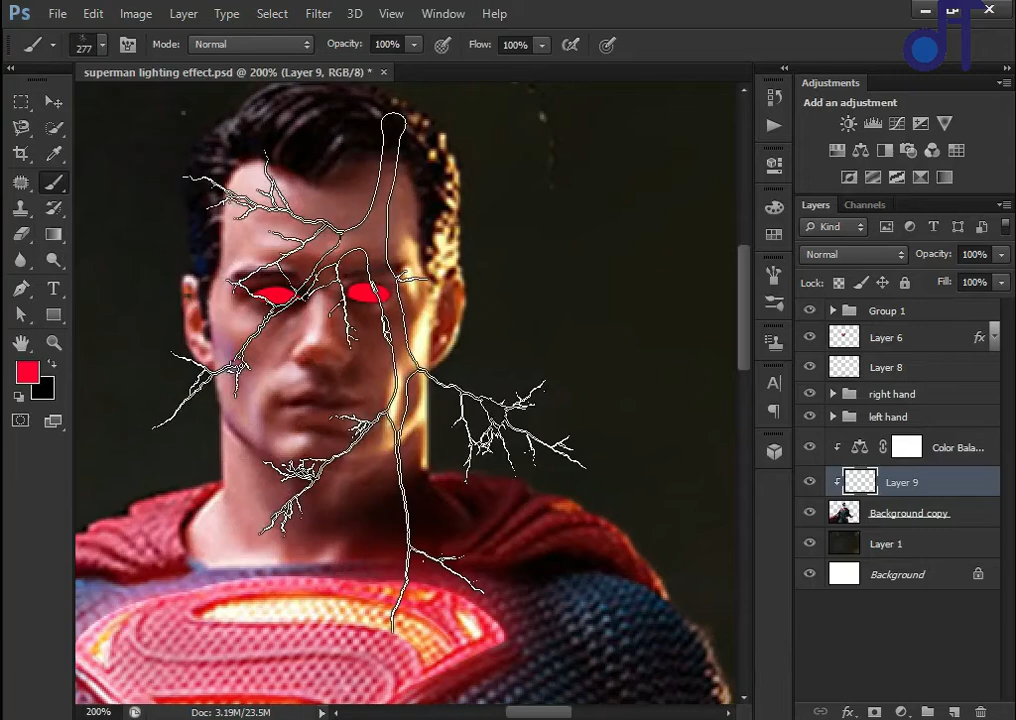 Ps File Edit Image Layer Type Select Filter 3D View Window Help
277 Mode: Normal Opacity: 100% Flow: 100%
superman lighting effect.psd @ 200% (Layer 9, RGB/8) * ×
Adjustments
Add an adjustment
Layers Channels
Kind T
Normal Opacity: 100%
Lock: Fill: 100%
Group 1
Layer 6 fx
Layer 8
right hand
left hand
Color Bala...
Layer 9
Background copy
Layer 1
Background
200% Doc: 3.19M/23.5M